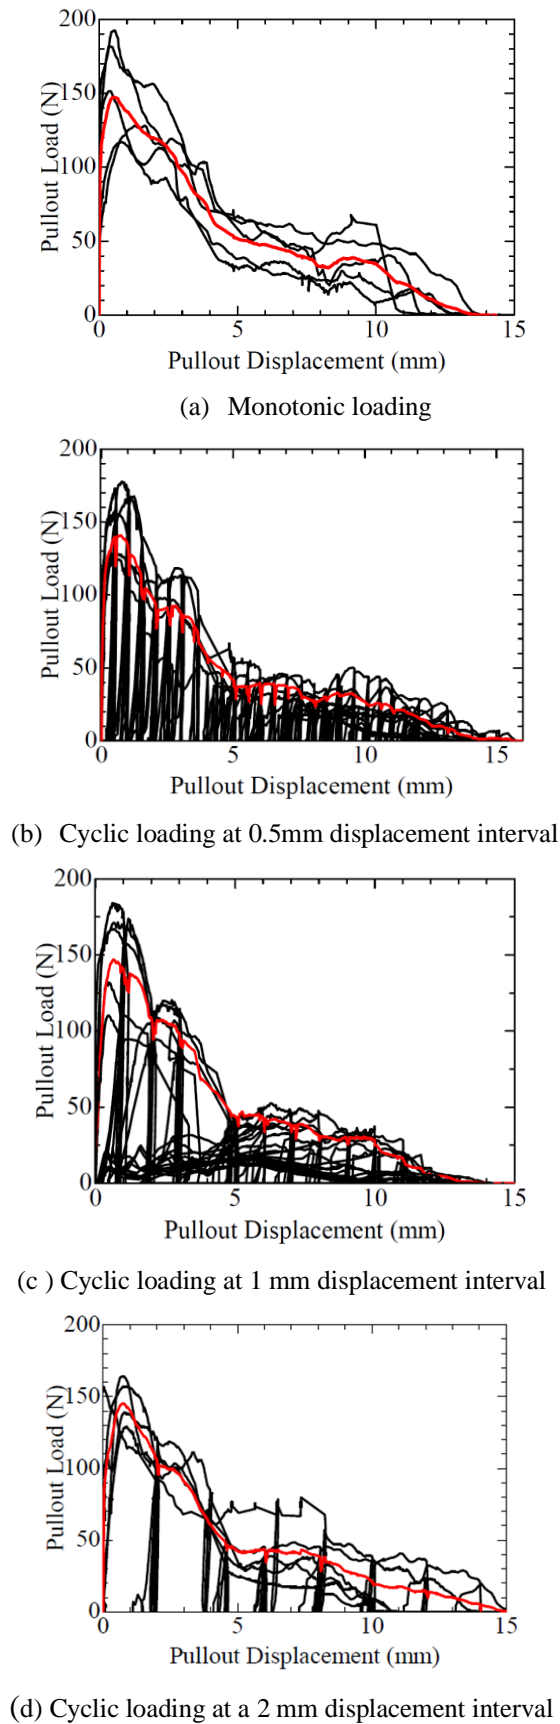 200
150
100
50
0
Pullout Load (N)
0 5 10 15
Pullout Displacement (mm)
(a) Monotonic loading
200
150
100
50
0
Pullout Load (N)
0 5 10 15
Pullout Displacement (mm)
(b) Cyclic loading at 0.5mm displacement interval
200
150
100
50
0
Pullout Load (N)
0 5 10 15
Pullout Displacement (mm)
(c ) Cyclic loading at 1 mm displacement interval
200
150
100
50
0
Pullout Load (N)
0 5 10 15
Pullout Displacement (mm)
(d) Cyclic loading at a 2 mm displacement interval